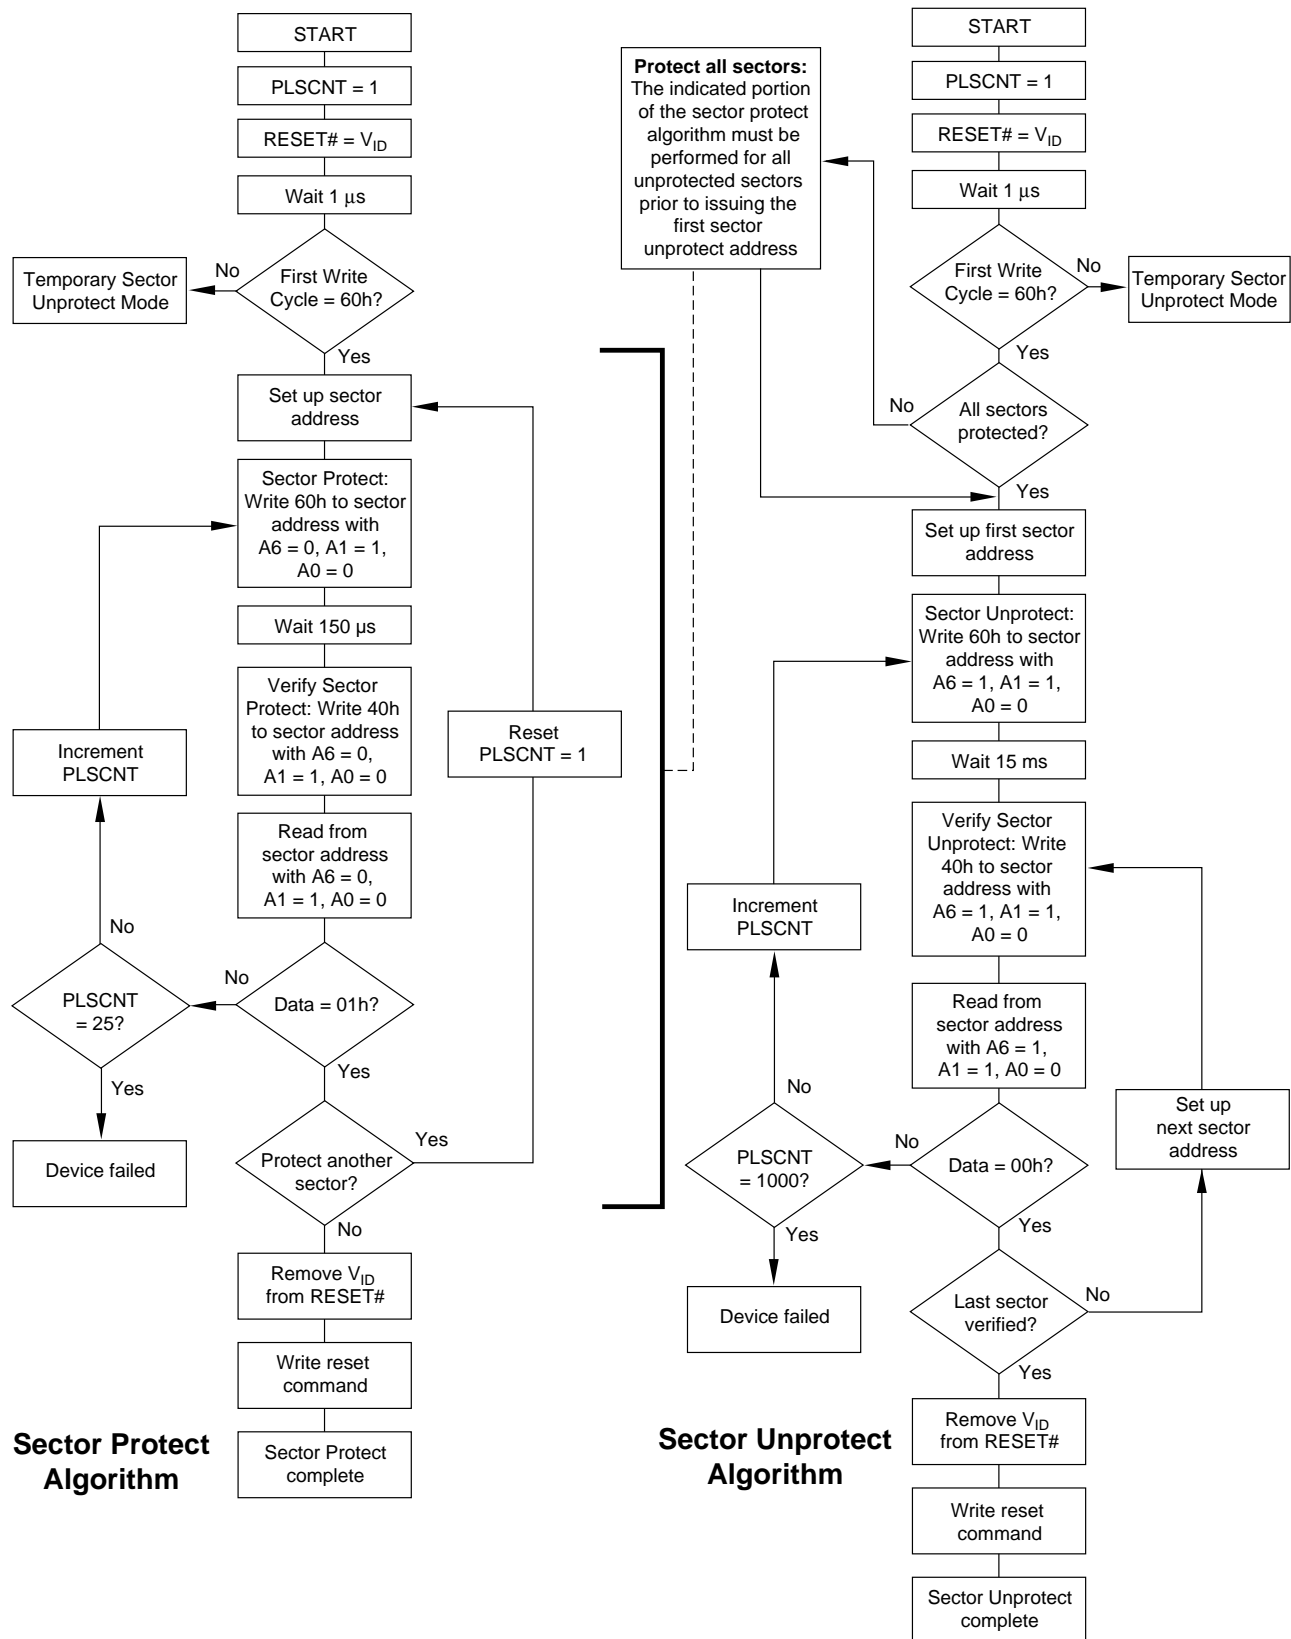 START
PLSCNT = 1
RESET# = VID
Wait 1 μs
First Write
Cycle = 60h?
No
Temporary Sector
Unprotect Mode
Yes
Set up sector
address
Sector Protect:
Write 60h to sector
address with
A6 = 0, A1 = 1,
A0 = 0
Wait 150 µs
Verify Sector
Protect: Write 40h
to sector address
with A6 = 0,
A1 = 1, A0 = 0
Reset
PLSCNT = 1
Increment
PLSCNT
Read from
sector address
with A6 = 0,
A1 = 1, A0 = 0
No
No
PLSCNT
= 25?
Data = 01h?
Yes
Yes
Device failed
Protect another
sector?
Yes
No
Remove VID
from RESET#
Write reset
command
Sector Protect
complete
Sector Protect
Algorithm
Protect all sectors:
The indicated portion
of the sector protect
algorithm must be
performed for all
unprotected sectors
prior to issuing the
first sector
unprotect address
START
PLSCNT = 1
RESET# = VID
Wait 1 μs
First Write
Cycle = 60h?
No
Temporary Sector
Unprotect Mode
Yes
All sectors
protected?
No
Yes
Set up first sector
address
Sector Unprotect:
Write 60h to sector
address with
A6 = 1, A1 = 1,
A0 = 0
Wait 15 ms
Verify Sector
Unprotect: Write
40h to sector
address with
A6 = 1, A1 = 1,
A0 = 0
Increment
PLSCNT
Read from
sector address
with A6 = 1,
A1 = 1, A0 = 0
No
No
PLSCNT
= 1000?
Data = 00h?
Set up
next sector
address
Yes
Yes
Device failed
Last sector
verified?
No
Yes
Remove VID
from RESET#
Write reset
command
Sector Unprotect
complete
Sector Unprotect
Algorithm